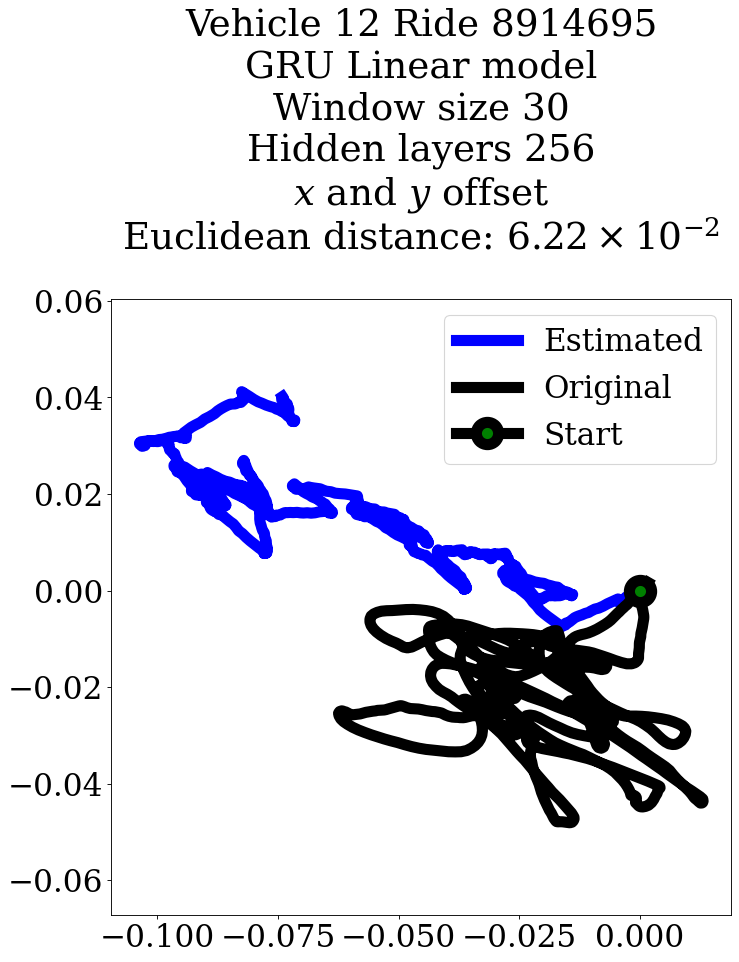 Vehicle 12 Ride 8914695
GRU Linear model
Window size 30
Hidden layers 256
x and y offset
Euclidean distance: 6.22 × 10⁻²
0.06
0.04
0.02
0.00
−0.02
−0.04
−0.06
Estimated
Original
Start
−0.100 −0.075 −0.050 −0.025 0.000